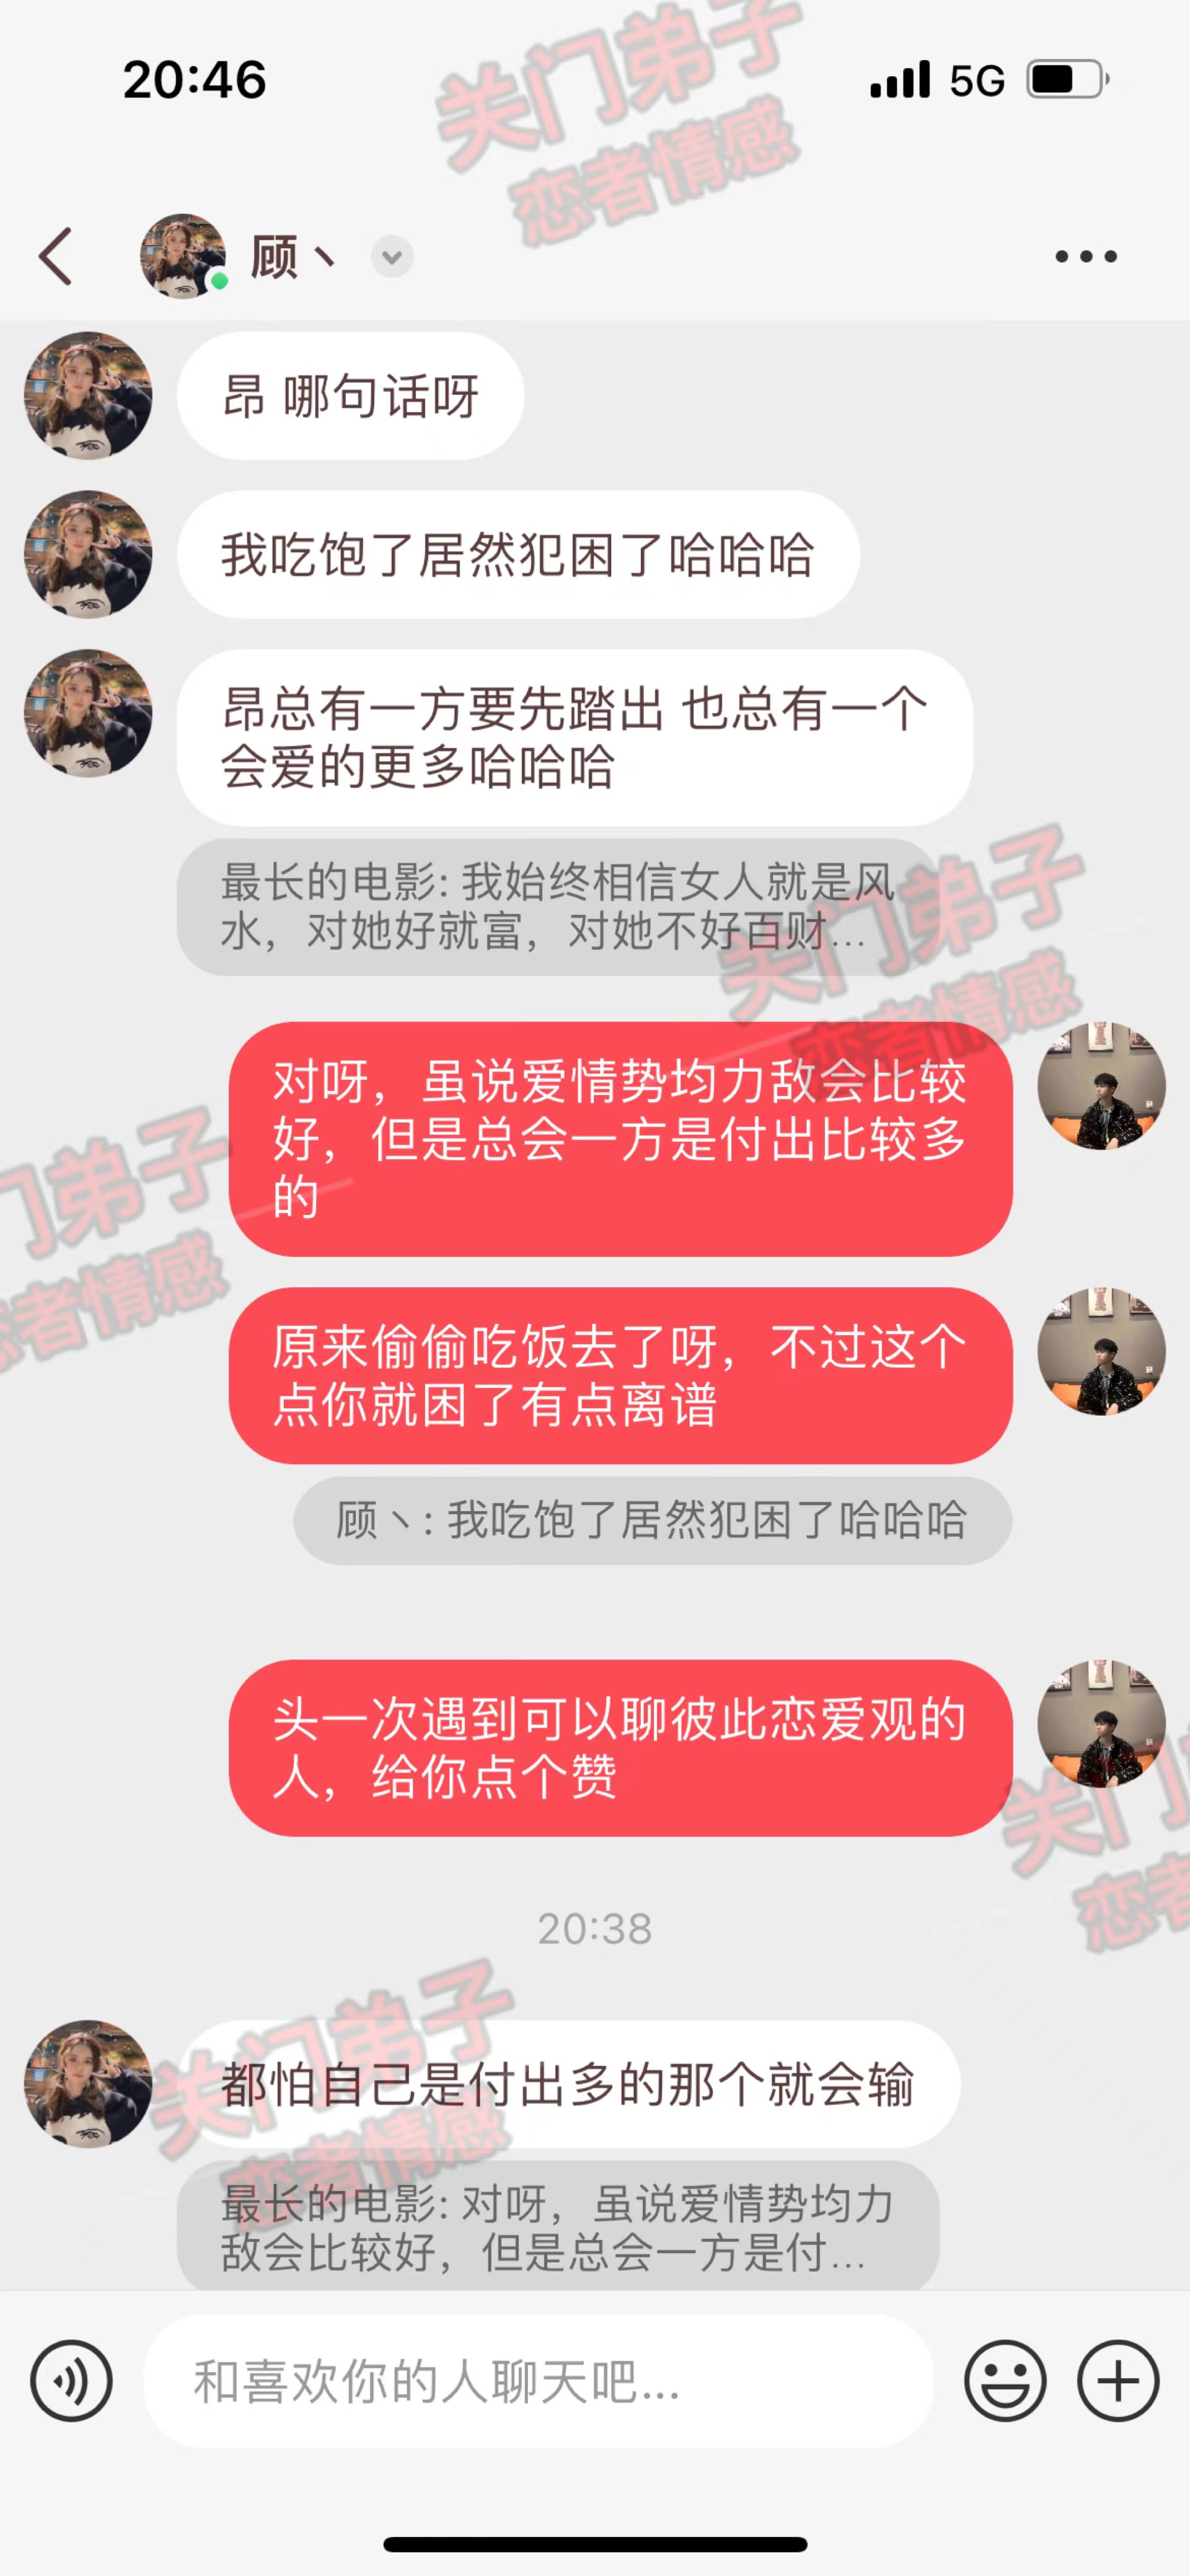 20:46
5G
关门弟子
恋者情感
顾丶
昂 哪句话呀
我吃饱了居然犯困了哈哈哈
昂总有一方要先踏出 也总有一个
会爱的更多哈哈哈
最长的电影: 我始终相信女人就是风
水，对她好就富，对她不好百财...
关门弟子
恋者情感
对呀，虽说爱情势均力敌会比较
好，但是总会一方是付出比较多
的
门弟子
恋者情感
原来偷偷吃饭去了呀，不过这个
点你就困了有点离谱
顾丶: 我吃饱了居然犯困了哈哈哈
头一次遇到可以聊彼此恋爱观的
人，给你点个赞
关门
恋者
20:38
关门弟子
恋者情感
都怕自己是付出多的那个就会输
最长的电影: 对呀，虽说爱情势均力
敌会比较好，但是总会一方是付...
和喜欢你的人聊天吧...